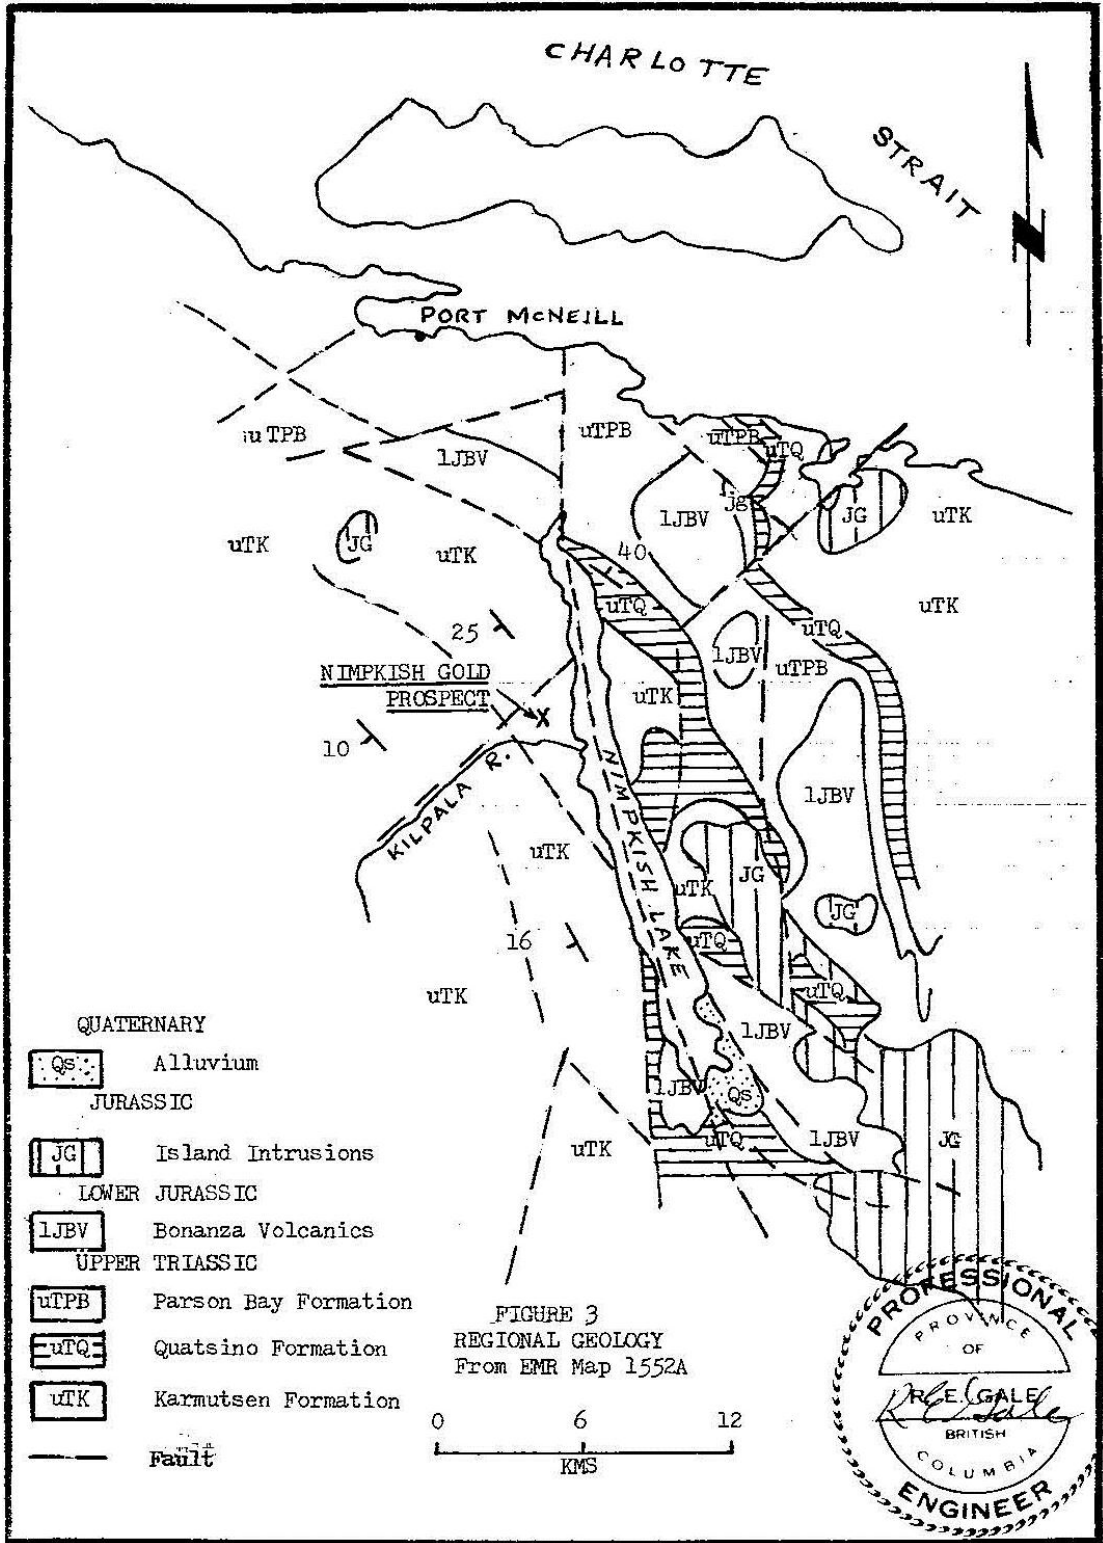 CHARLOTTE
STRAIT
N
PORT McNEILL
uTPB
uTPB
uTPB
uTQ
lJBV
jg
lJBV
JG
uTK
uTK
JG
uTK
40
uTQ
uTK
25
lJBV
uTQ
uTPB
NIMPKISH GOLD
PROSPECT
X
uTK
10
KILPALA R.
NIMPKISH LAKE
lJBV
uTK
JG
uTK
JG
16
uTQ
uTQ
uTK
lJBV
lJBV
Qs
uTK
uTQ
lJBV
JG
QUATERNARY
Qs Alluvium
JURASSIC
JG Island Intrusions
LOWER JURASSIC
lJBV Bonanza Volcanics
UPPER TRIASSIC
uTPB Parson Bay Formation
uTQ Quatsino Formation
uTK Karmutsen Formation
Fault
FIGURE 3
REGIONAL GEOLOGY
From EMR Map 1552A
0 6 12
KMS
PROFESSIONAL
PROVINCE
OF
R. E. GALE
R E Gale
BRITISH
COLUMBIA
ENGINEER